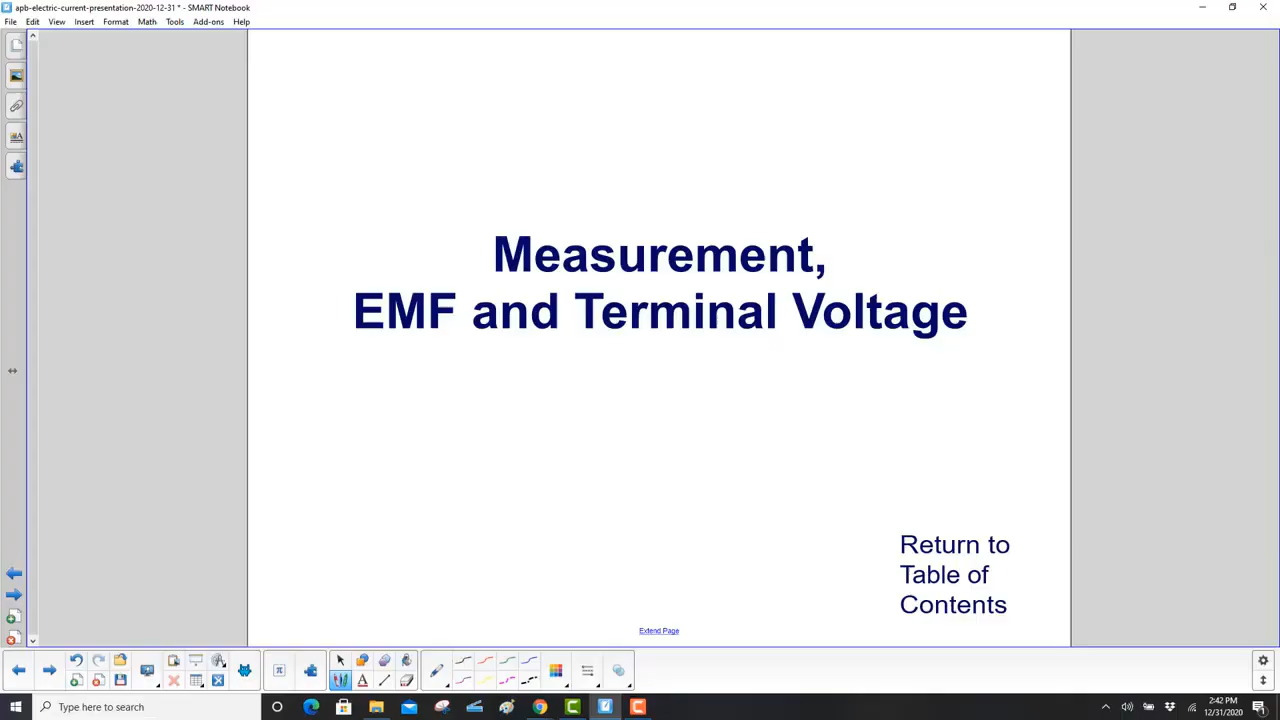 apb-electric-current-presentation-2020-12-31 * - SMART Notebook
File Edit View Insert Format Math Tools Add-ons Help
Measurement,
EMF and Terminal Voltage
Return to
Table of
Contents
Extend Page
Type here to search
2:42 PM
12/31/2020